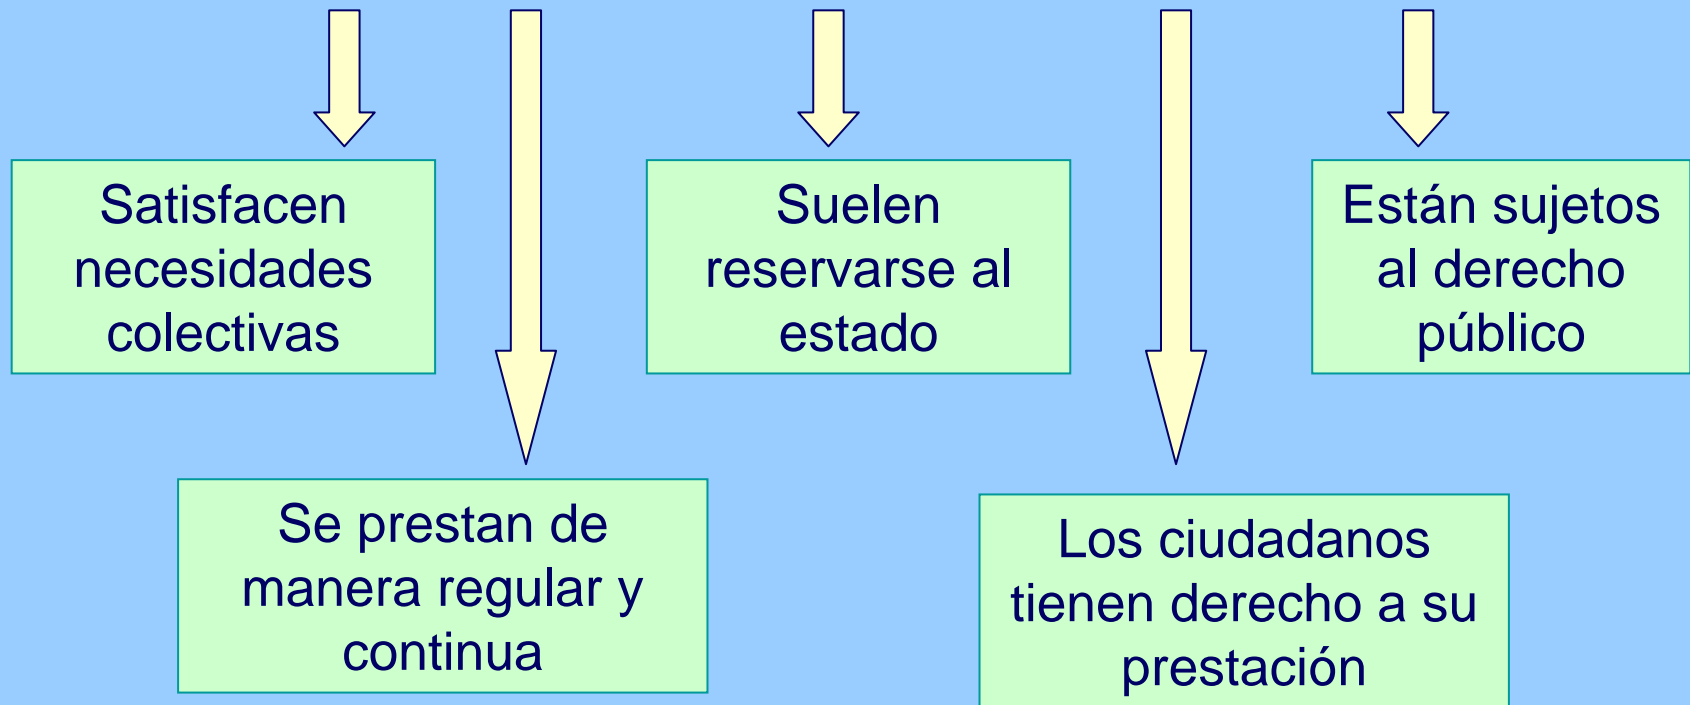 Satisfacen
necesidades
colectivas
Suelen
reservarse al
estado
Están sujetos
al derecho
público
Se prestan de
manera regular y
continua
Los ciudadanos
tienen derecho a su
prestación